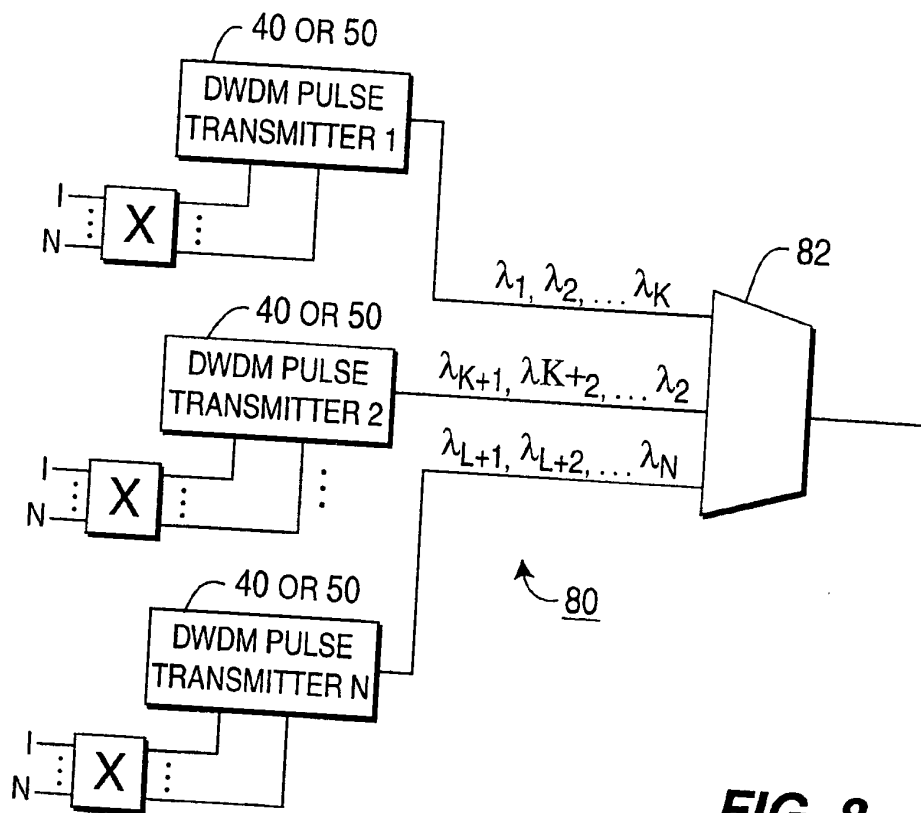 40 OR 50
DWDM PULSE
TRANSMITTER 1
I
N
X
82
λ1, λ2, ... λK
40 OR 50
DWDM PULSE
TRANSMITTER 2
λK+1, λK+2, ... λ2
I
N
X
λL+1, λL+2, ... λN
80
40 OR 50
DWDM PULSE
TRANSMITTER N
I
N
X
FIG. 8